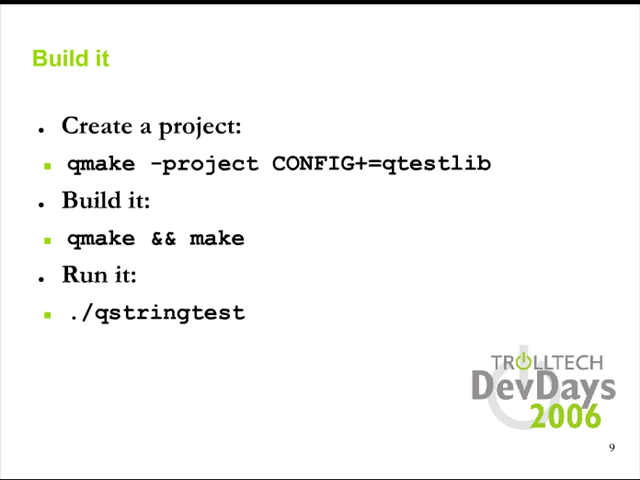 Build it
• Create a project:
▪ qmake -project CONFIG+=qtestlib
• Build it:
▪ qmake && make
• Run it:
▪ ./qstringtest
TROLLTECH
DevDays
2006
9